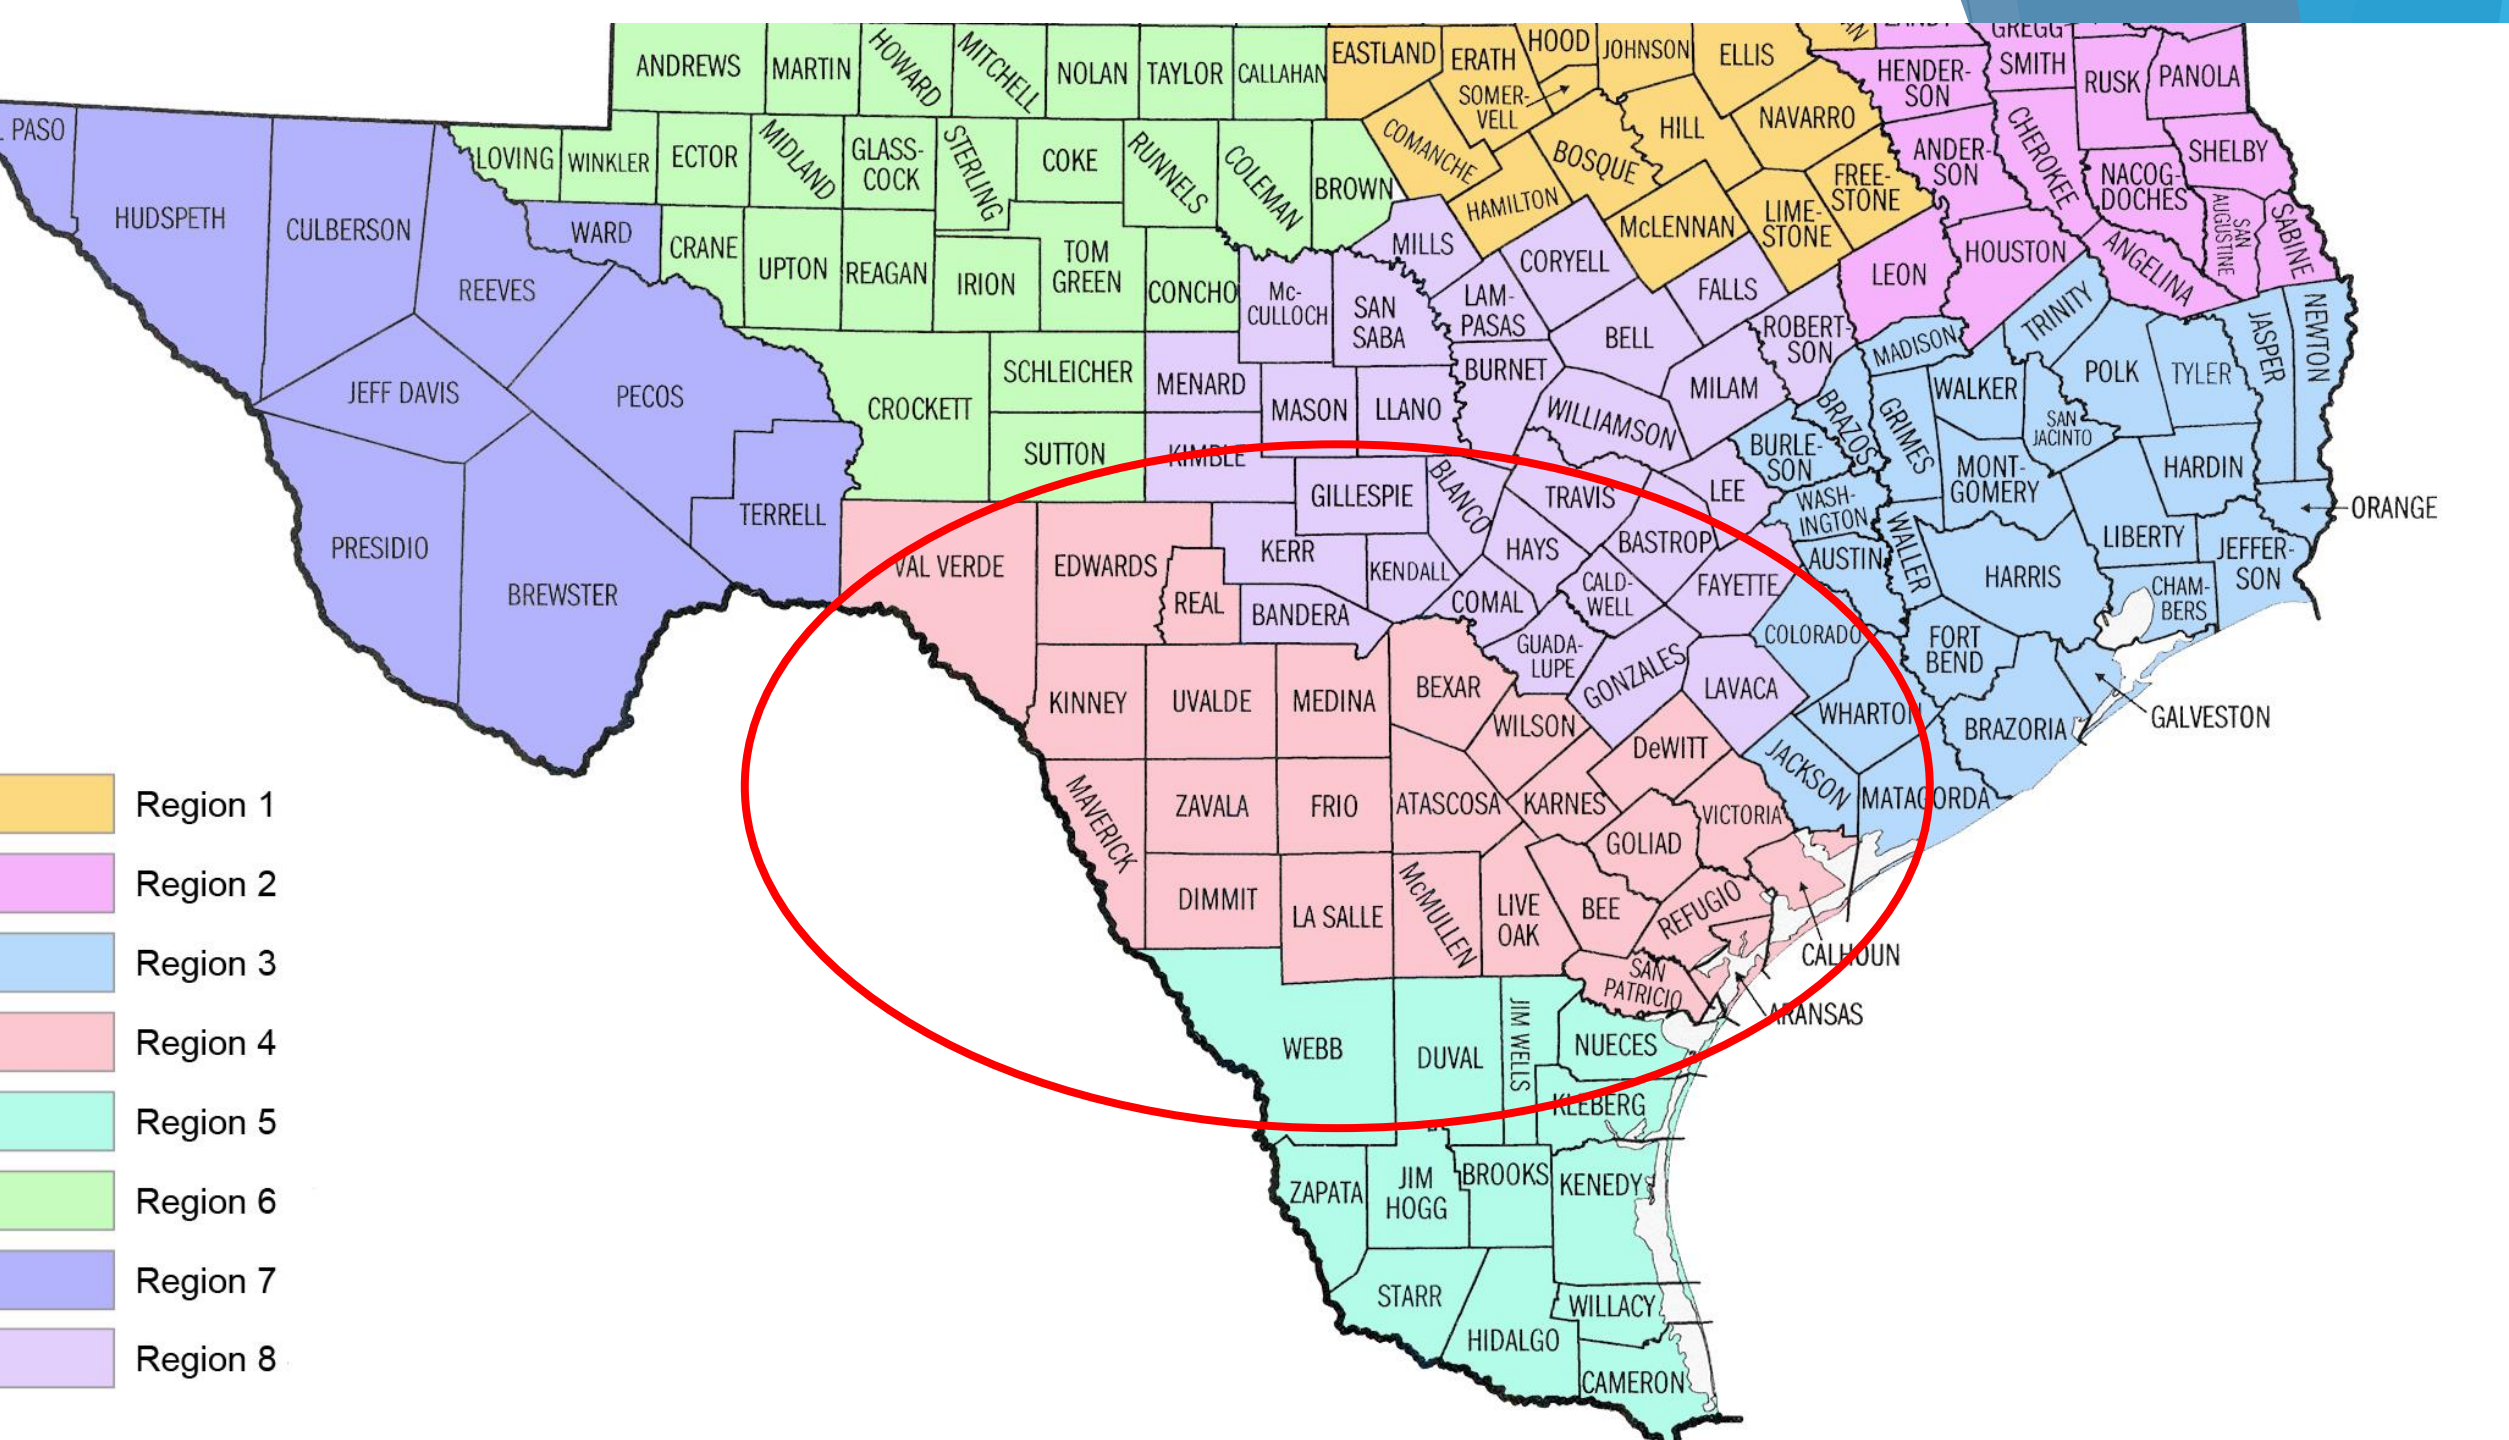 ANDREWS
MARTIN
HOWARD
MITCHELL
NOLAN
TAYLOR
CALLAHAN
EASTLAND
ERATH
HOOD
JOHNSON
ELLIS
GREGG
SMITH
HENDER-
SON
RUSK
PANOLA
SOMER-
VELL
L PASO
HUDSPETH
CULBERSON
LOVING
WINKLER
ECTOR
MIDLAND
GLASS-
COCK
STERLING
COKE
RUNNELS
COLEMAN
BROWN
COMANCHE
HAMILTON
BOSQUE
HILL
NAVARRO
FREE-
STONE
ANDER-
SON
CHEROKEE
NACOG-
DOCHES
SHELBY
SAN
AUGUSTINE
SABINE
REEVES
WARD
CRANE
UPTON
REAGAN
IRION
TOM
GREEN
CONCHO
Mc-
CULLOCH
SAN
SABA
MILLS
LAM-
PASAS
CORYELL
McLENNAN
LIME-
STONE
FALLS
BELL
ROBERT-
SON
LEON
HOUSTON
ANGELINA
TRINITY
MADISON
WALKER
POLK
TYLER
JASPER
NEWTON
JEFF DAVIS
PECOS
TERRELL
CROCKETT
SCHLEICHER
SUTTON
MENARD
KIMBLE
MASON
LLANO
BURNET
WILLIAMSON
MILAM
BURLE-
SON
BRAZOS
GRIMES
SAN
JACINTO
MONT-
GOMERY
HARDIN
ORANGE
PRESIDIO
BREWSTER
VAL VERDE
EDWARDS
REAL
KERR
GILLESPIE
BLANCO
KENDALL
BANDERA
TRAVIS
HAYS
COMAL
BASTROP
CALD-
WELL
LEE
FAYETTE
WASH-
INGTON
AUSTIN
WALLER
HARRIS
LIBERTY
JEFFER-
SON
CHAM-
BERS
KINNEY
UVALDE
MEDINA
BEXAR
GUADA-
LUPE
GONZALES
LAVACA
COLORADO
FORT
BEND
WHARTON
BRAZORIA
GALVESTON
WILSON
DeWITT
JACKSON
MATAGORDA
MAVERICK
ZAVALA
FRIO
ATASCOSA
KARNES
GOLIAD
VICTORIA
DIMMIT
LA SALLE
McMULLEN
LIVE
OAK
BEE
REFUGIO
CALHOUN
SAN
PATRICIO
ARANSAS
WEBB
DUVAL
JIM WELLS
NUECES
KLEBERG
ZAPATA
JIM
HOGG
BROOKS
KENEDY
STARR
HIDALGO
WILLACY
CAMERON
Region 1
Region 2
Region 3
Region 4
Region 5
Region 6
Region 7
Region 8